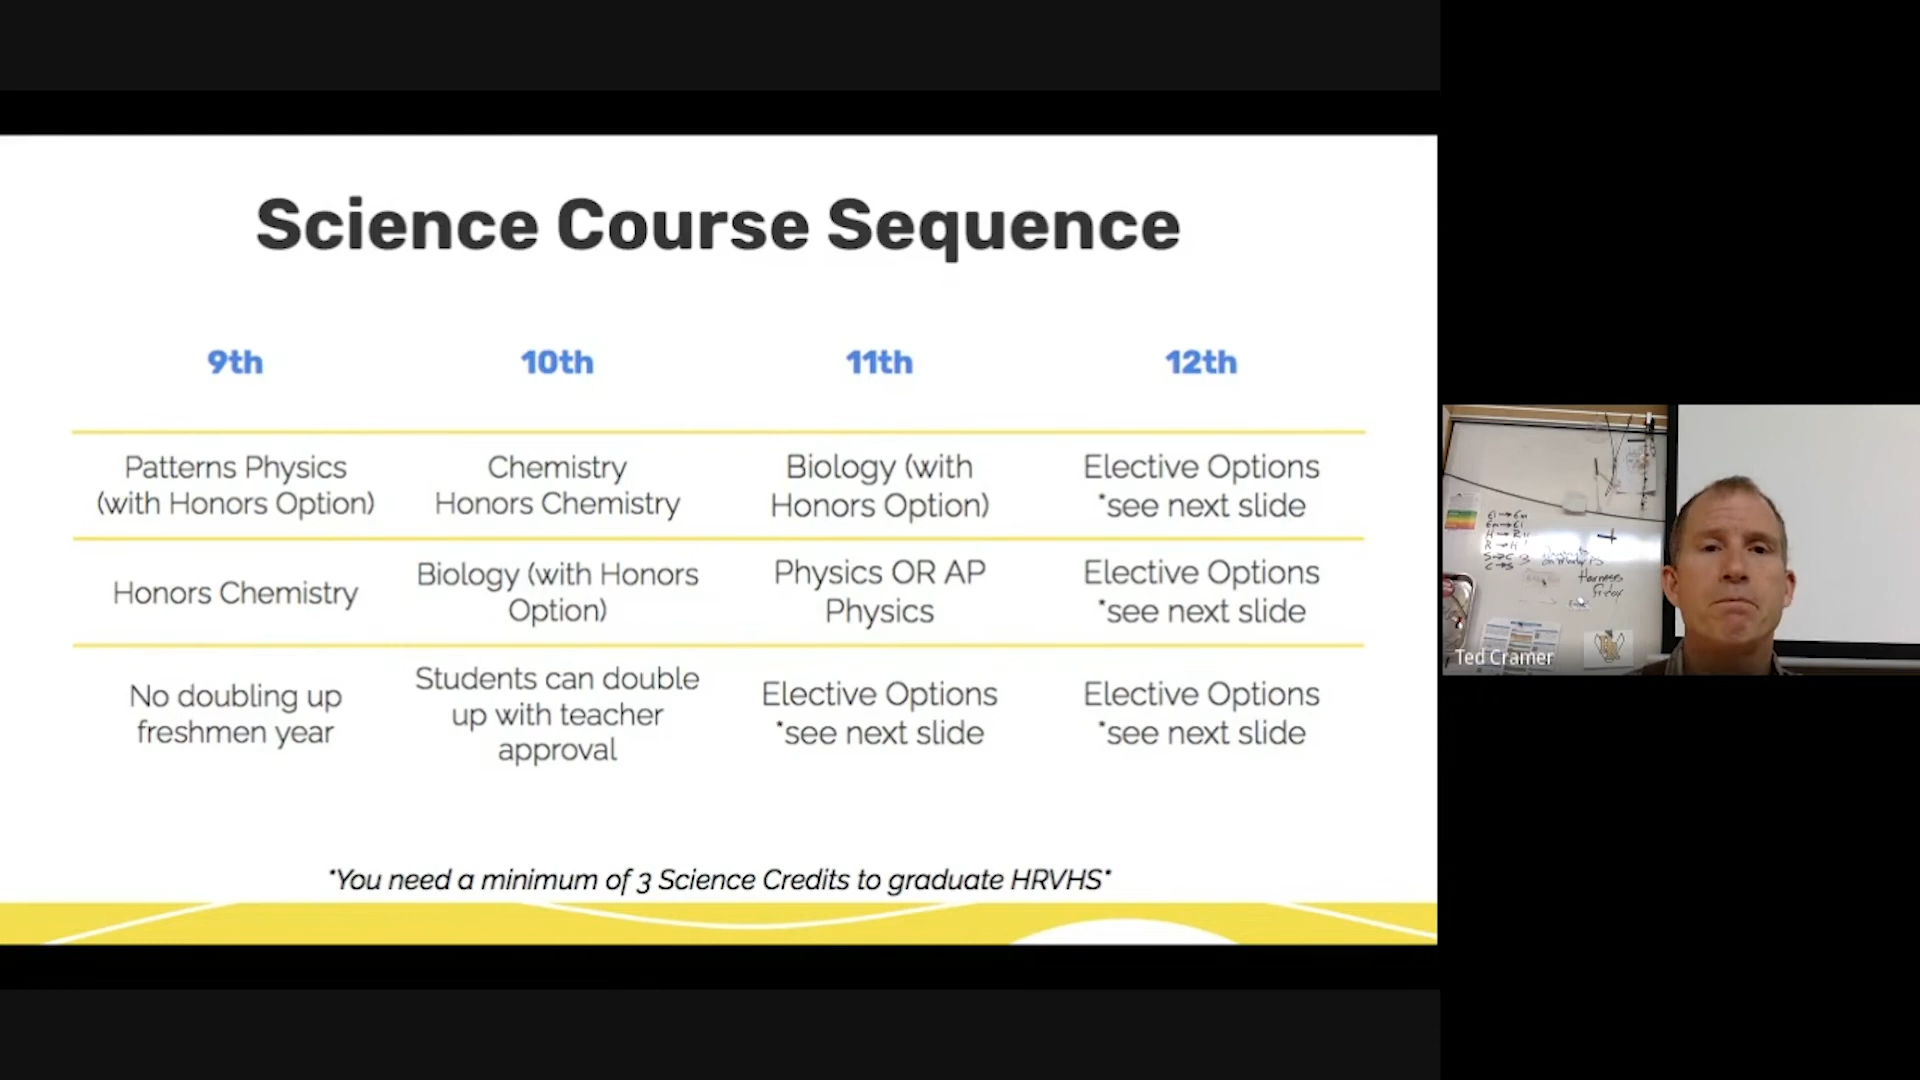 Science Course Sequence
9th 10th 11th 12th
Patterns Physics
(with Honors Option)
Chemistry
Honors Chemistry
Biology (with
Honors Option)
Elective Options
*see next slide
Honors Chemistry
Biology (with Honors
Option)
Physics OR AP
Physics
Elective Options
*see next slide
No doubling up
freshmen year
Students can double
up with teacher
approval
Elective Options
*see next slide
Elective Options
*see next slide
*You need a minimum of 3 Science Credits to graduate HRVHS*
Ted Cramer
Harness
Friday